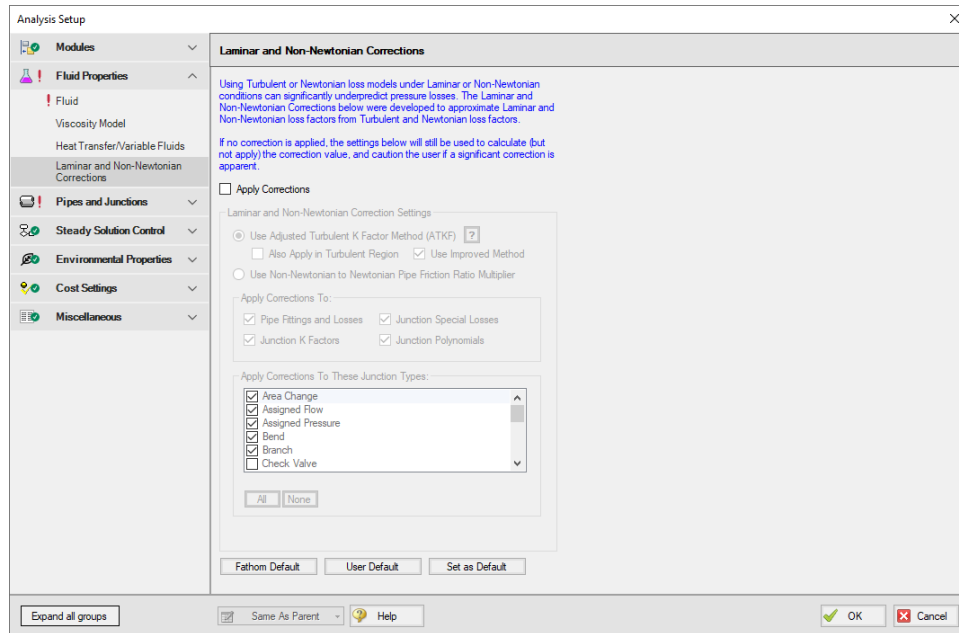 Analysis Setup
Modules
Fluid Properties
Fluid
Viscosity Model
Heat Transfer/Variable Fluids
Laminar and Non-Newtonian
Corrections
Pipes and Junctions
Steady Solution Control
Environmental Properties
Cost Settings
Miscellaneous
Expand all groups
Laminar and Non-Newtonian Corrections
Using Turbulent or Newtonian loss models under Laminar or Non-Newtonian
conditions can significantly underpredict pressure losses. The Laminar and
Non-Newtonian Corrections below were developed to approximate Laminar and
Non-Newtonian loss factors from Turbulent and Newtonian loss factors.
If no correction is applied, the settings below will still be used to calculate (but
not apply) the correction value, and caution the user if a significant correction is
apparent.
Apply Corrections
Laminar and Non-Newtonian Correction Settings
Use Adjusted Turbulent K Factor Method (ATKF) ?
Also Apply in Turbulent Region Use Improved Method
Use Non-Newtonian to Newtonian Pipe Friction Ratio Multiplier
Apply Corrections To:
Pipe Fittings and Losses Junction Special Losses
Junction K Factors Junction Polynomials
Apply Corrections To These Junction Types:
Area Change
Assigned Flow
Assigned Pressure
Bend
Branch
Check Valve
All None
Fathom Default User Default Set as Default
Same As Parent Help OK Cancel